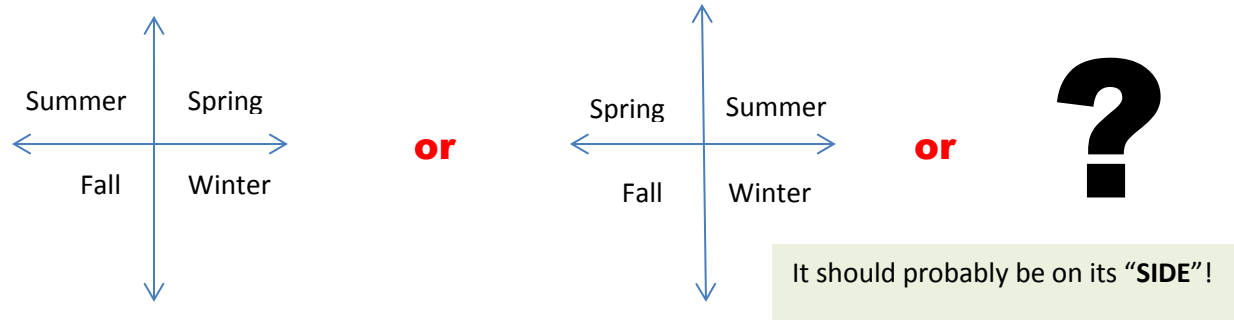 Summer Spring
Fall Winter
or
Spring Summer
Fall Winter
or
?
It should probably be on its “SIDE”!